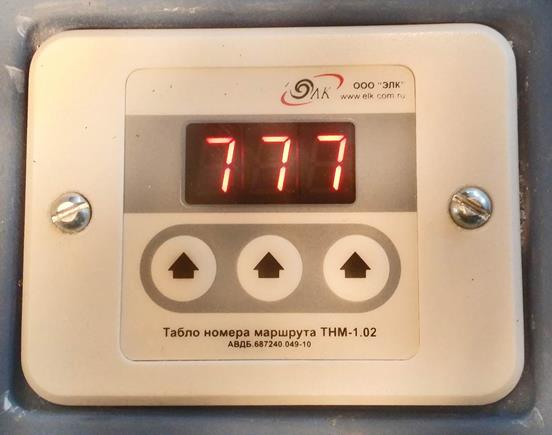 ЭЛК
ООО "ЭЛК"
www.elk.com.ru
777
Табло номера маршрута ТНМ-1.02
АВДБ.687240.049-10